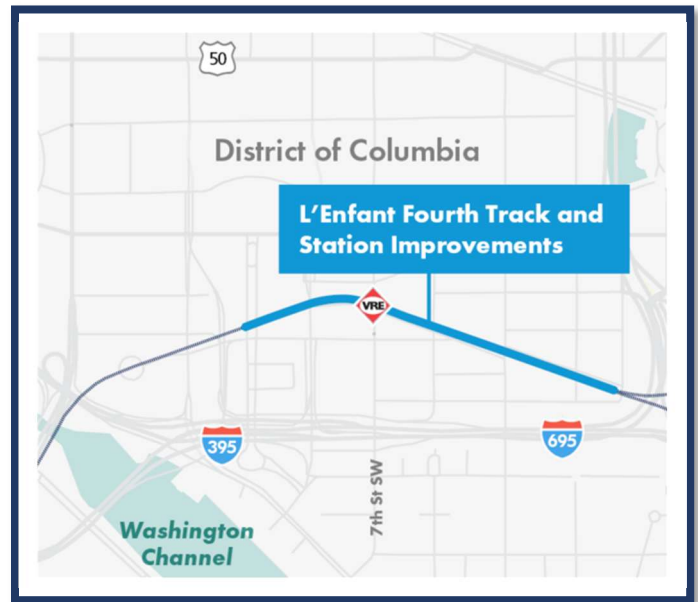 50
District of Columbia
L’Enfant Fourth Track and
Station Improvements
VRE
395
695
7th St SW
Washington
Channel